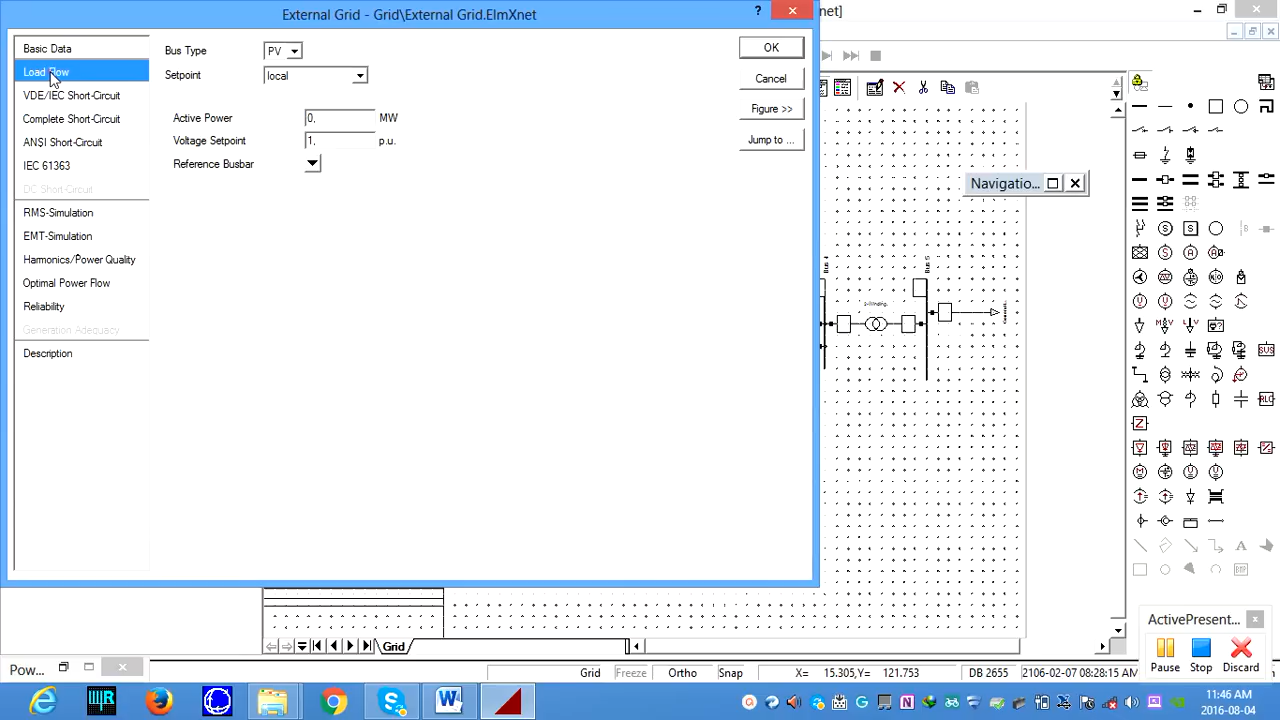 External Grid - Grid\External Grid.ElmXnet
?
net]
Basic Data
Load Flow
VDE/IEC Short-Circuit
Complete Short-Circuit
ANSI Short-Circuit
IEC 61363
DC Short-Circuit
RMS-Simulation
EMT-Simulation
Harmonics/Power Quality
Optimal Power Flow
Reliability
Generation Adequacy
Description
Bus Type
PV
Setpoint
local
Active Power
0.
MW
Voltage Setpoint
1.
p.u.
Reference Busbar
OK
Cancel
Figure >>
Jump to ...
Navigatio...
Bus 5
Grid
ActivePresent...
Pause
Stop
Discard
Pow...
Grid
Freeze
Ortho
Snap
X= 15.305, Y= 121.753
DB 2655
2106-02-07 08:28:15 AM
11:46 AM
2016-08-04